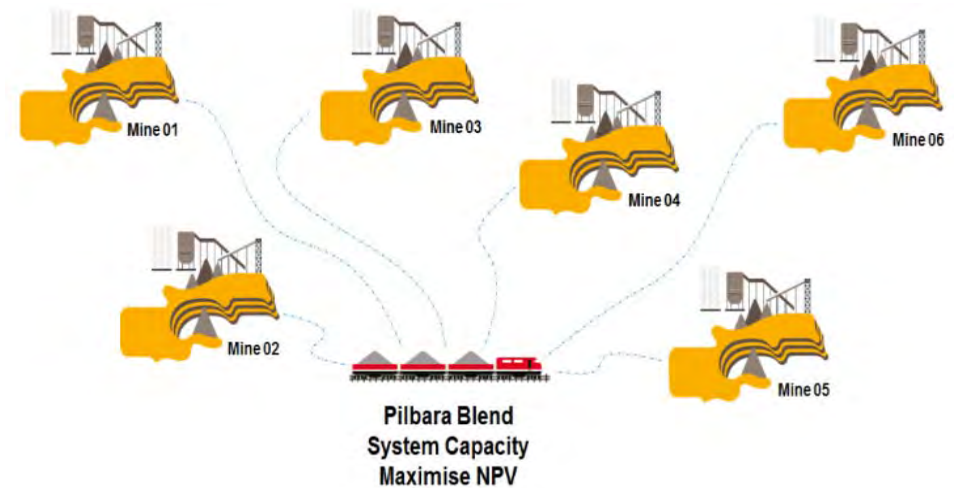 Mine 01
Mine 03
Mine 06
Mine 04
Mine 02
Mine 05
Pilbara Blend
System Capacity
Maximise NPV